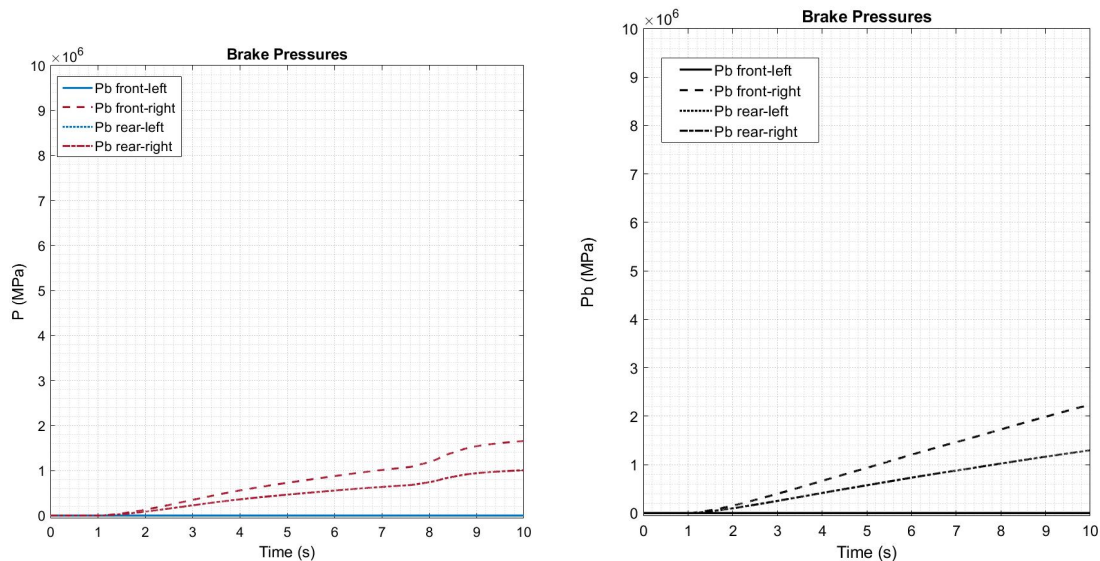 Brake Pressures
×10⁶
Pb front-left
Pb front-right
Pb rear-left
Pb rear-right
10
9
8
7
6
5
4
3
2
1
0
P (MPa)
0 1 2 3 4 5 6 7 8 9 10
Time (s)
Brake Pressures
×10⁶
Pb front-left
Pb front-right
Pb rear-left
Pb rear-right
10
9
8
7
6
5
4
3
2
1
0
Pb (MPa)
0 1 2 3 4 5 6 7 8 9 10
Time (s)